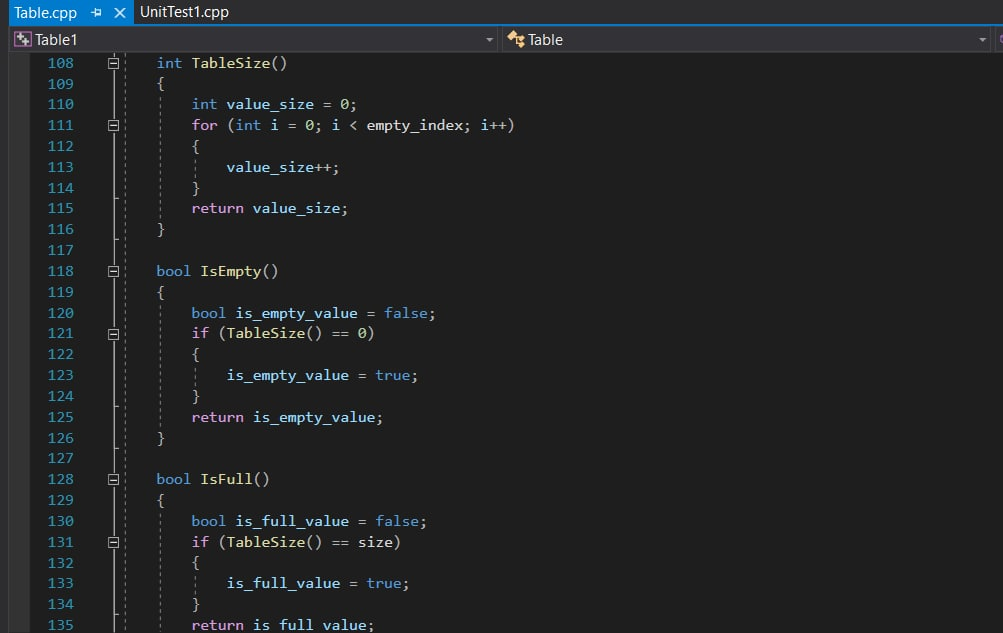 Table.cpp UnitTest1.cpp
Table1 Table
108 int TableSize()
109 {
110 int value_size = 0;
111 for (int i = 0; i < empty_index; i++)
112 {
113 value_size++;
114 }
115 return value_size;
116 }
117
118 bool IsEmpty()
119 {
120 bool is_empty_value = false;
121 if (TableSize() == 0)
122 {
123 is_empty_value = true;
124 }
125 return is_empty_value;
126 }
127
128 bool IsFull()
129 {
130 bool is_full_value = false;
131 if (TableSize() == size)
132 {
133 is_full_value = true;
134 }
135 return is_full_value;